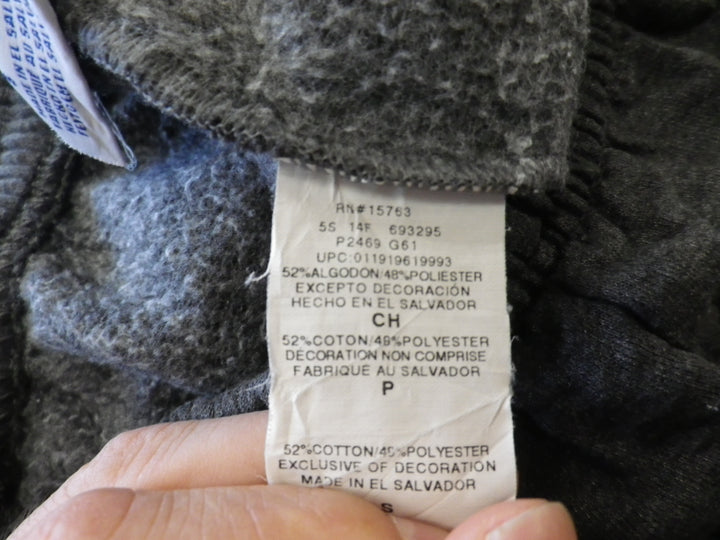 RN#15763
5S 14F 693295
P2469 G61
UPC:011919619993
52%ALGODON/48%POLIESTER
EXCEPTO DECORACIÓN
HECHO EN EL SALVADOR
CH
52%COTON/48%POLYESTER
DÉCORATION NON COMPRISE
FABRIQUÉ AU SALVADOR
P
52%COTTON/48%POLYESTER
EXCLUSIVE OF DECORATION
MADE IN EL SALVADOR
S